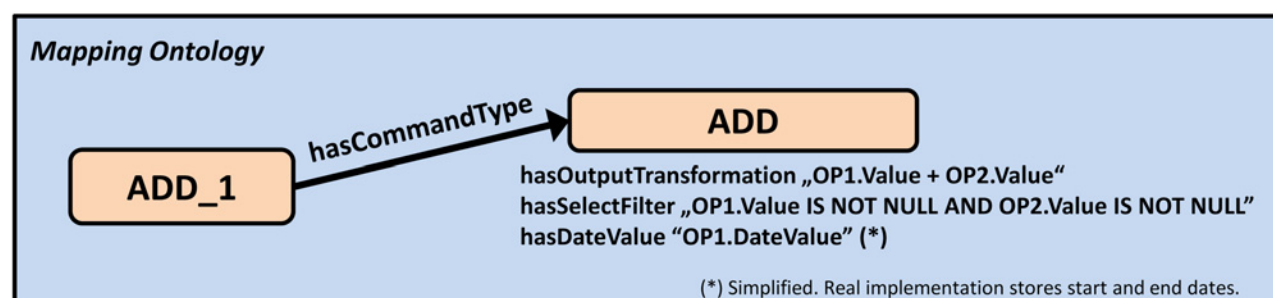 Mapping Ontology
hasCommandType
ADD
ADD_1
hasOutputTransformation „OP1.Value + OP2.Value“
hasSelectFilter „OP1.Value IS NOT NULL AND OP2.Value IS NOT NULL”
hasDateValue “OP1.DateValue” (*)
(*) Simplified. Real implementation stores start and end dates.